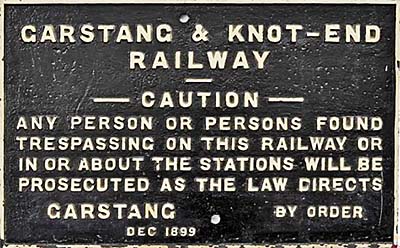 GARSTANG & KNOT-END
RAILWAY
CAUTION
ANY PERSON OR PERSONS FOUND
TRESPASSING ON THIS RAILWAY OR
IN OR ABOUT THE STATIONS WILL BE
PROSECUTED AS THE LAW DIRECTS
GARSTANG BY ORDER
DEC 1899